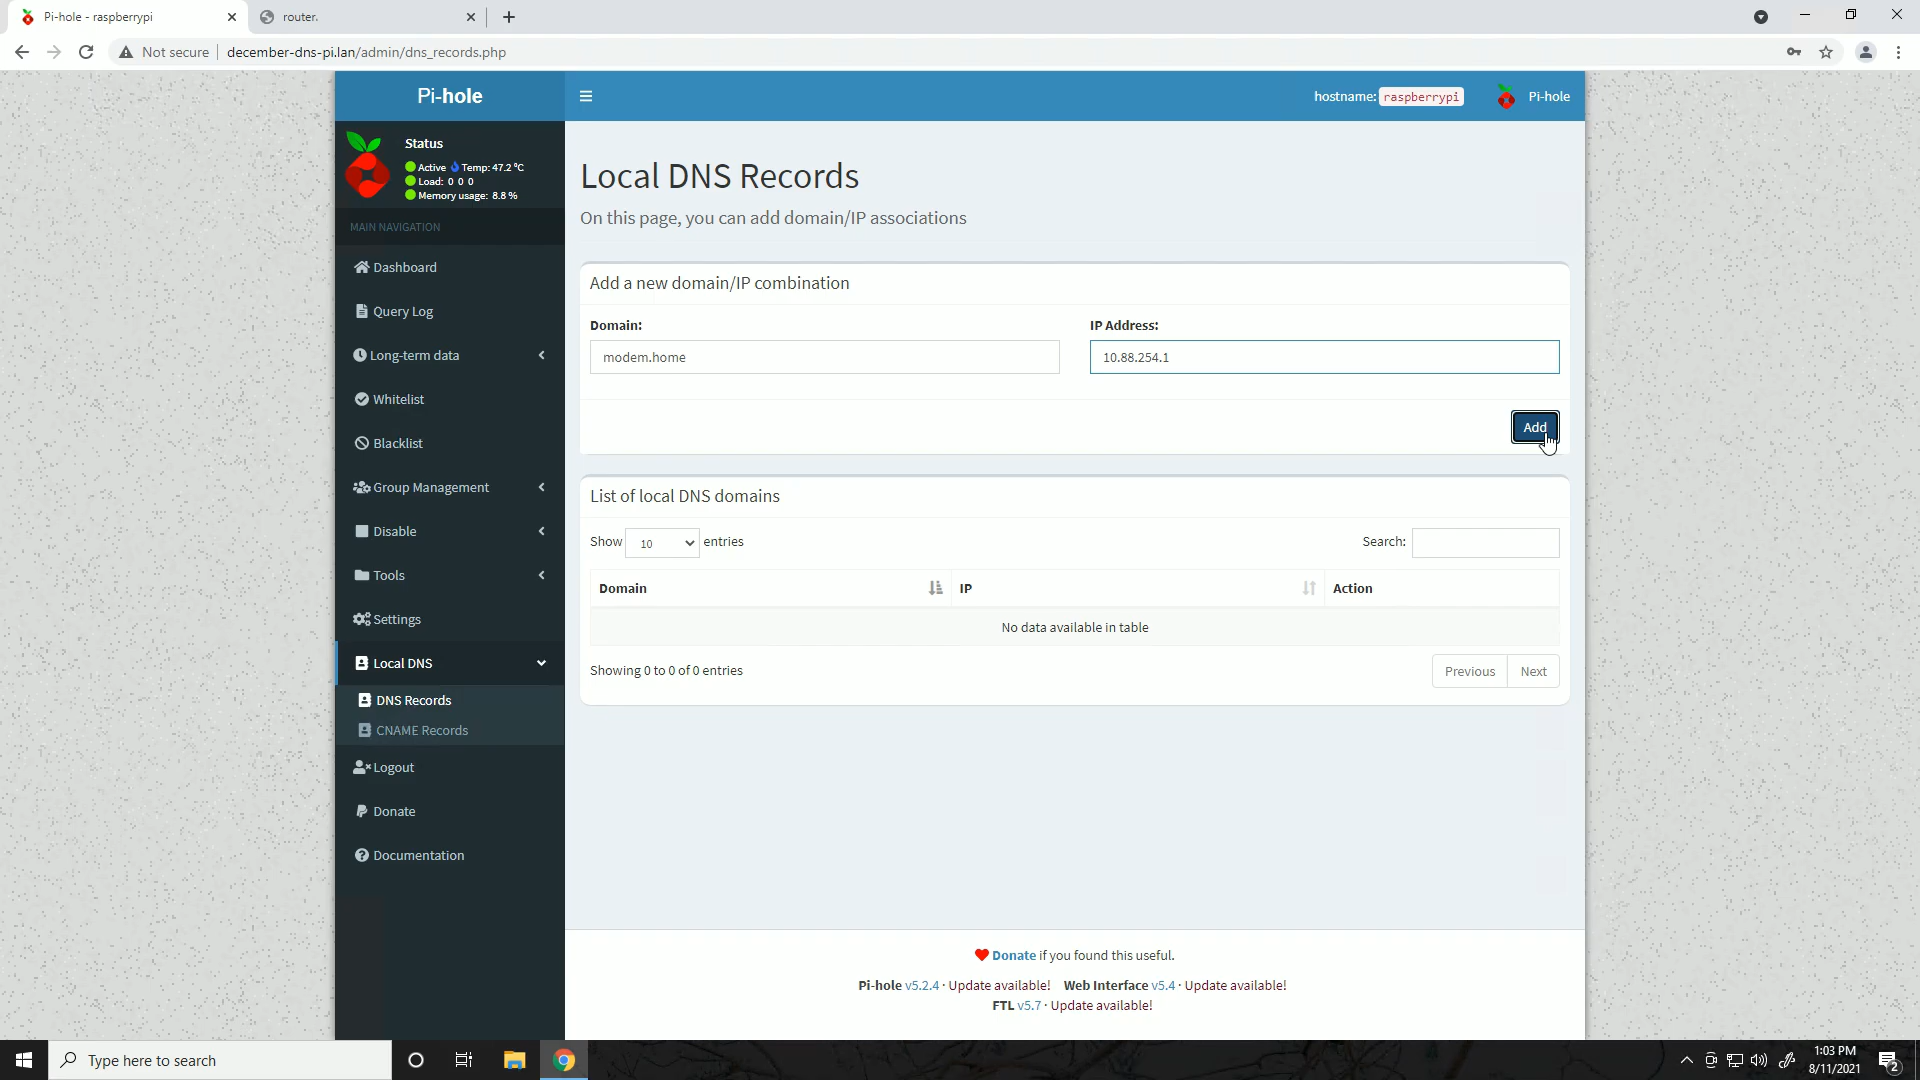 Pi-hole - raspberrypi
router.
Not secure
december-dns-pi.lan/admin/dns_records.php
Pi-hole
hostname: raspberrypi
Pi-hole
Status
Active Temp: 47.2 °C
Load: 0 0 0
Memory usage: 8.8 %
MAIN NAVIGATION
Dashboard
Query Log
Long-term data
Whitelist
Blacklist
Group Management
Disable
Tools
Settings
Local DNS
DNS Records
CNAME Records
Logout
Donate
Documentation
Local DNS Records
On this page, you can add domain/IP associations
Add a new domain/IP combination
Domain:
IP Address:
modem.home
10.88.254.1
Add
List of local DNS domains
Show 10 entries
Search:
Domain
IP
Action
No data available in table
Showing 0 to 0 of 0 entries
Previous
Next
Donate if you found this useful.
Pi-hole v5.2.4 · Update available! Web Interface v5.4 · Update available!
FTL v5.7 · Update available!
Type here to search
1:03 PM
8/11/2021
2